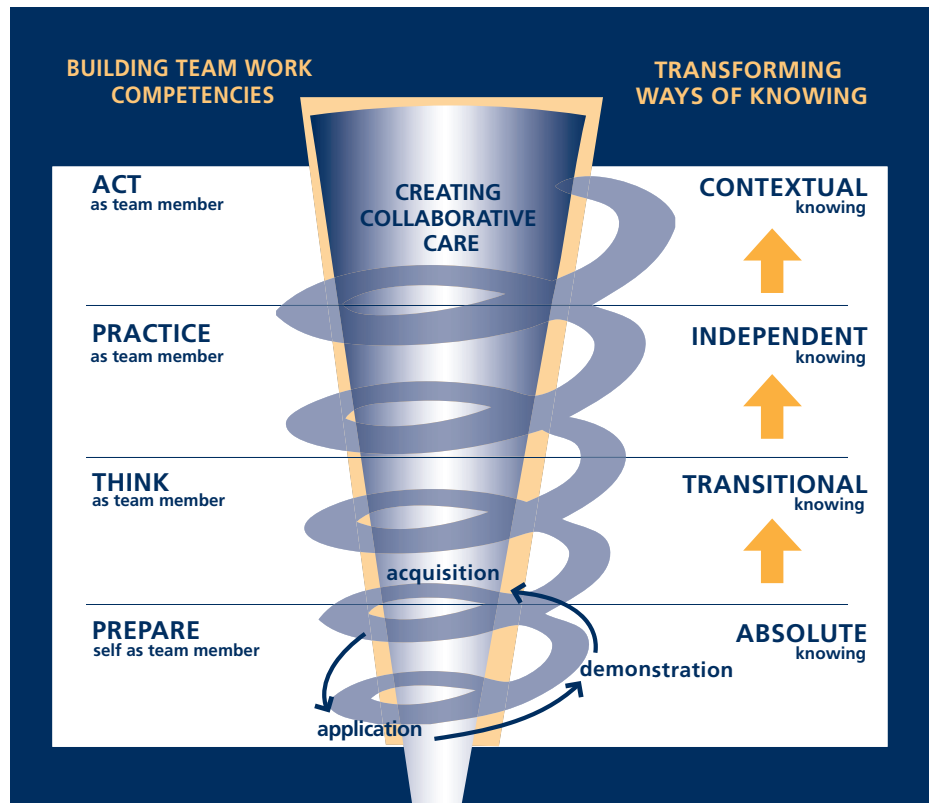 BUILDING TEAM WORK
COMPETENCIES
TRANSFORMING
WAYS OF KNOWING
ACT
as team member
CREATING
COLLABORATIVE
CARE
CONTEXTUAL
knowing
PRACTICE
as team member
INDEPENDENT
knowing
THINK
as team member
TRANSITIONAL
knowing
acquisition
PREPARE
self as team member
ABSOLUTE
knowing
demonstration
application